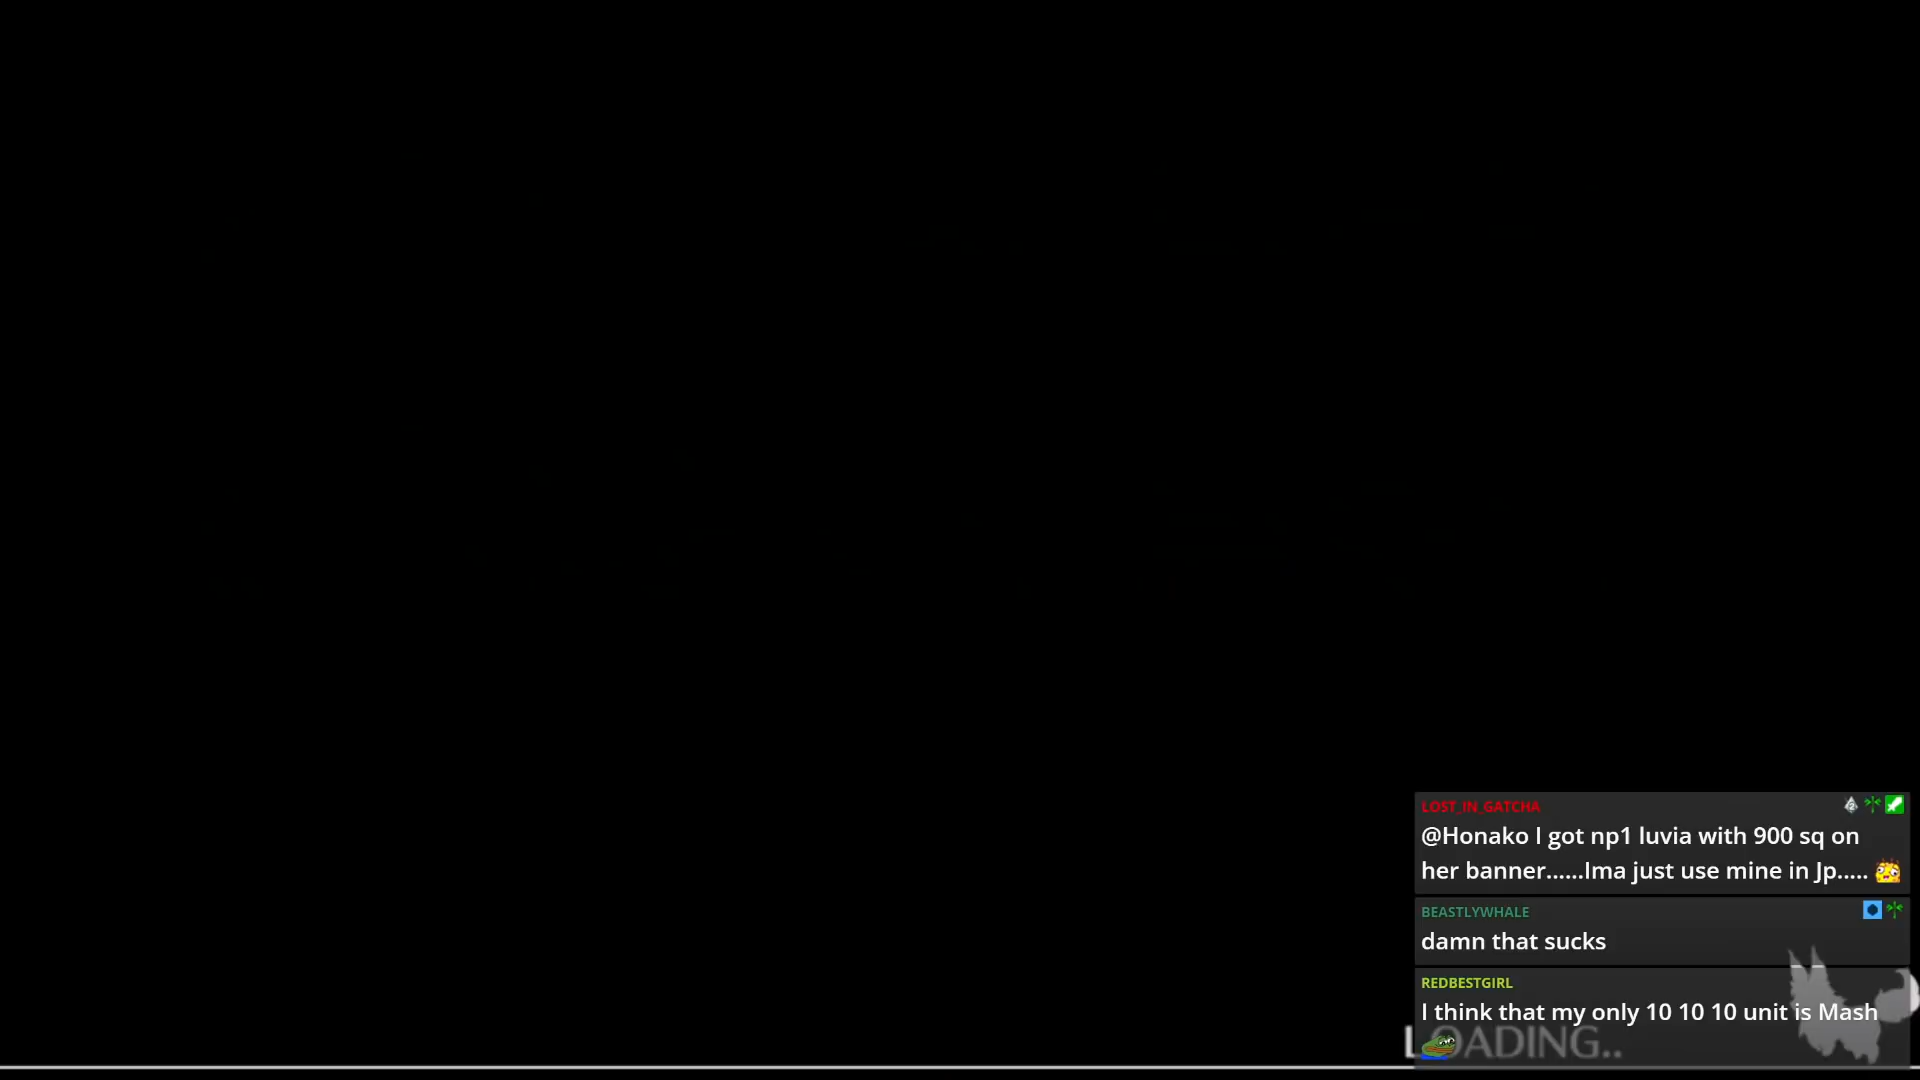 LOST_IN_GATCHA
@Honako I got np1 luvia with 900 sq on
her banner......Ima just use mine in Jp.....
BEASTLYWHALE
damn that sucks
REDBESTGIRL
I think that my only 10 10 10 unit is Mash
LOADING..